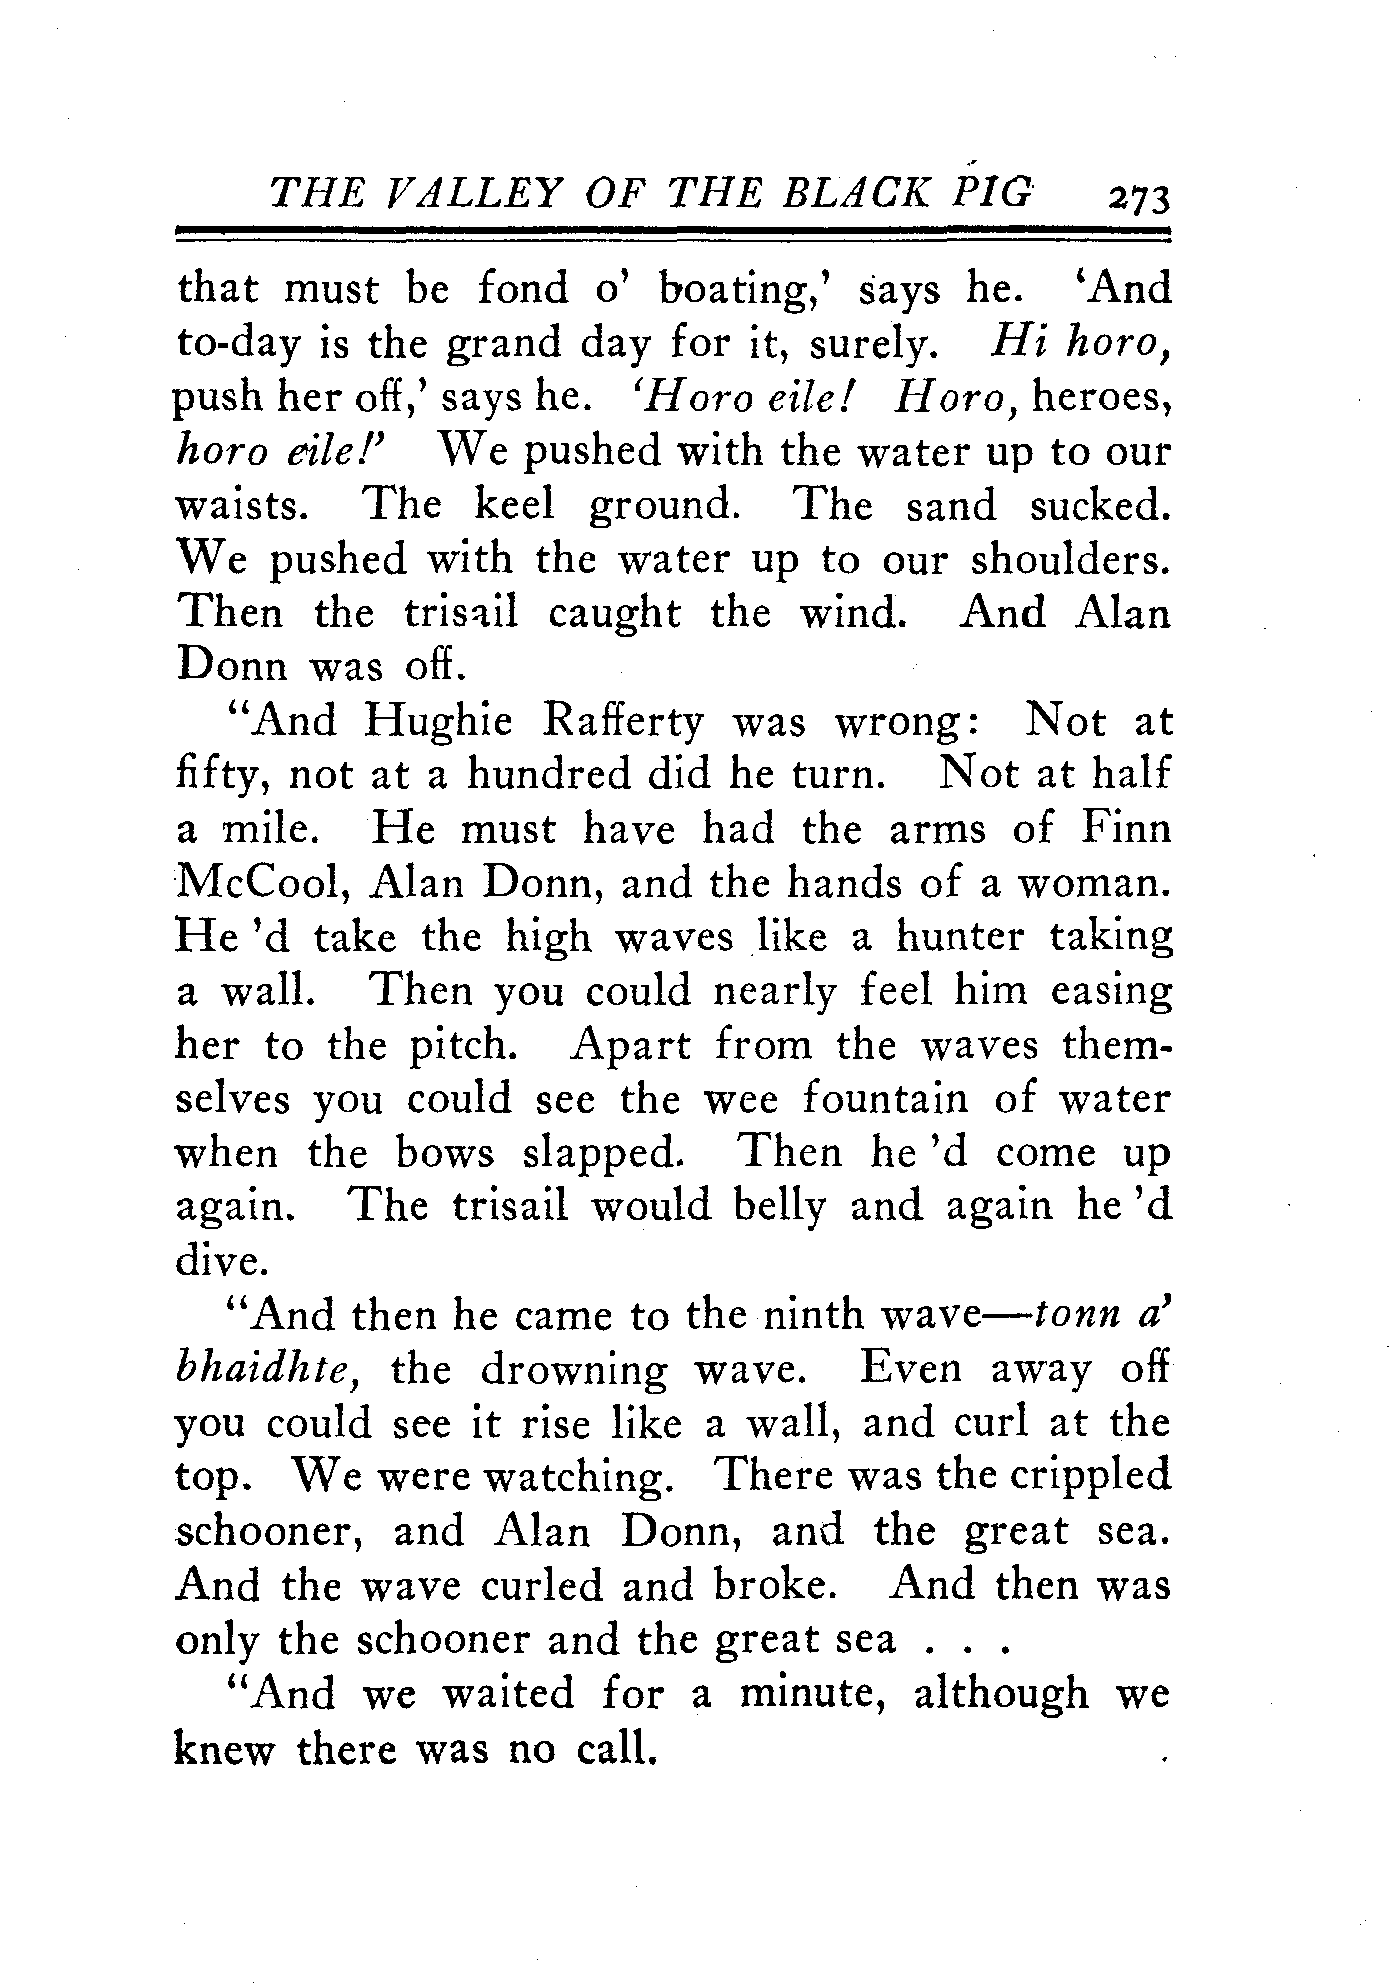 THE VALLEY OF THE BLACK PIG 273
that must be fond o' boating,' says he. 'And
to-day is the grand day for it, surely. Hi horo,
push her off,' says he. 'Horo eile! Horo, heroes,
horo eile!' We pushed with the water up to our
waists. The keel ground. The sand sucked.
We pushed with the water up to our shoulders.
Then the trisail caught the wind. And Alan
Donn was off.
"And Hughie Rafferty was wrong: Not at
fifty, not at a hundred did he turn. Not at half
a mile. He must have had the arms of Finn
McCool, Alan Donn, and the hands of a woman.
He 'd take the high waves like a hunter taking
a wall. Then you could nearly feel him easing
her to the pitch. Apart from the waves them-
selves you could see the wee fountain of water
when the bows slapped. Then he 'd come up
again. The trisail would belly and again he 'd
dive.
"And then he came to the ninth wave—tonn a'
bhaidhte, the drowning wave. Even away off
you could see it rise like a wall, and curl at the
top. We were watching. There was the crippled
schooner, and Alan Donn, and the great sea.
And the wave curled and broke. And then was
only the schooner and the great sea . . .
"And we waited for a minute, although we
knew there was no call.